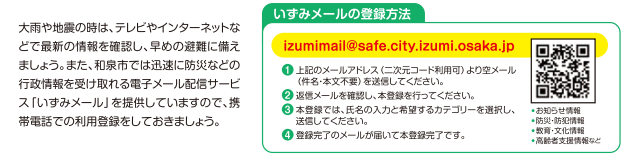 大雨や地震の時は、テレビやインターネットな
どで最新の情報を確認し、早めの避難に備え
ましょう。また、和泉市では迅速に防災などの
行政情報を受け取れる電子メール配信サービ
ス「いずみメール」を提供していますので、携
帯電話での利用登録をしておきましょう。
いずみメールの登録方法
izumimail@safe.city.izumi.osaka.jp
1 上記のメールアドレス（二次元コード利用可）より空メール
（件名・本文不要）を送信してください。
2 返信メールを確認し、本登録を行ってください。
3 本登録では、氏名の入力と希望するカテゴリーを選択し、
送信してください。
4 登録完了のメールが届いて本登録完了です。
•お知らせ情報
•防災・防犯情報
•教育・文化情報
•高齢者支援情報など